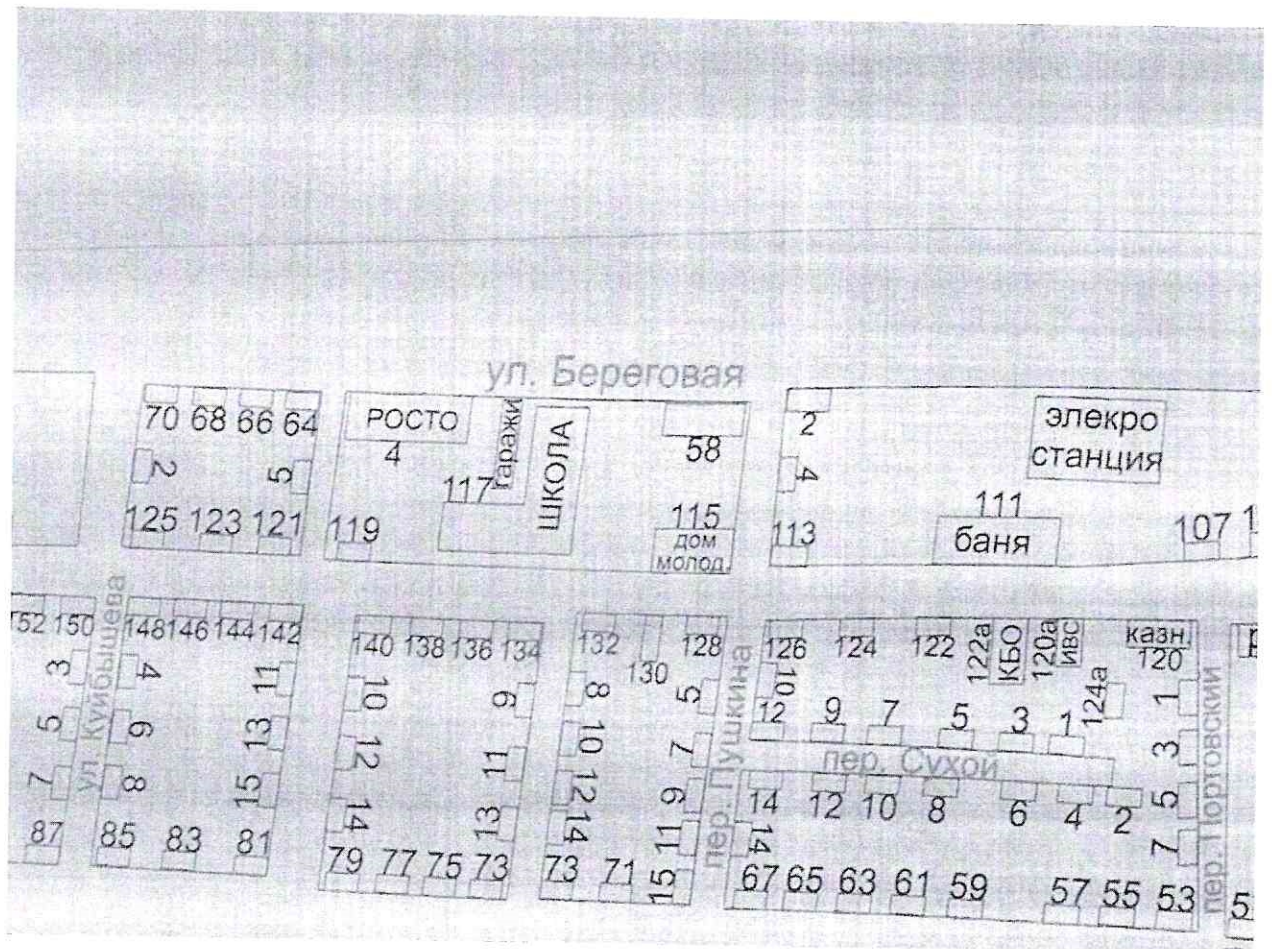 ул. Береговая
70 68 66 64
2
5
125 123 121
РОСТО
4
гаражи
ШКОЛА
117
119
58
115
дом
молод.
2
4
113
элекро
станция
111
баня
107
152 150
3
5
7
87
ул. Куйбышева
148 146 144 142
4
11
6
13
8
15
85 83 81
140 138 136 134
10
9
12
11
14
13
79 77 75 73
132
130
128
8
5
10
7
12
9
14
11
73 71
15
пер. Пушкина
126 124 122
122а
КБО
120а
ИВС
казн.
120
124а
10
12
9 7 5 3 1
1
3
5
7
пер. Сухой
14 12 10 8 6 4 2
14
67 65 63 61 59 57 55 53
пер. Портовский